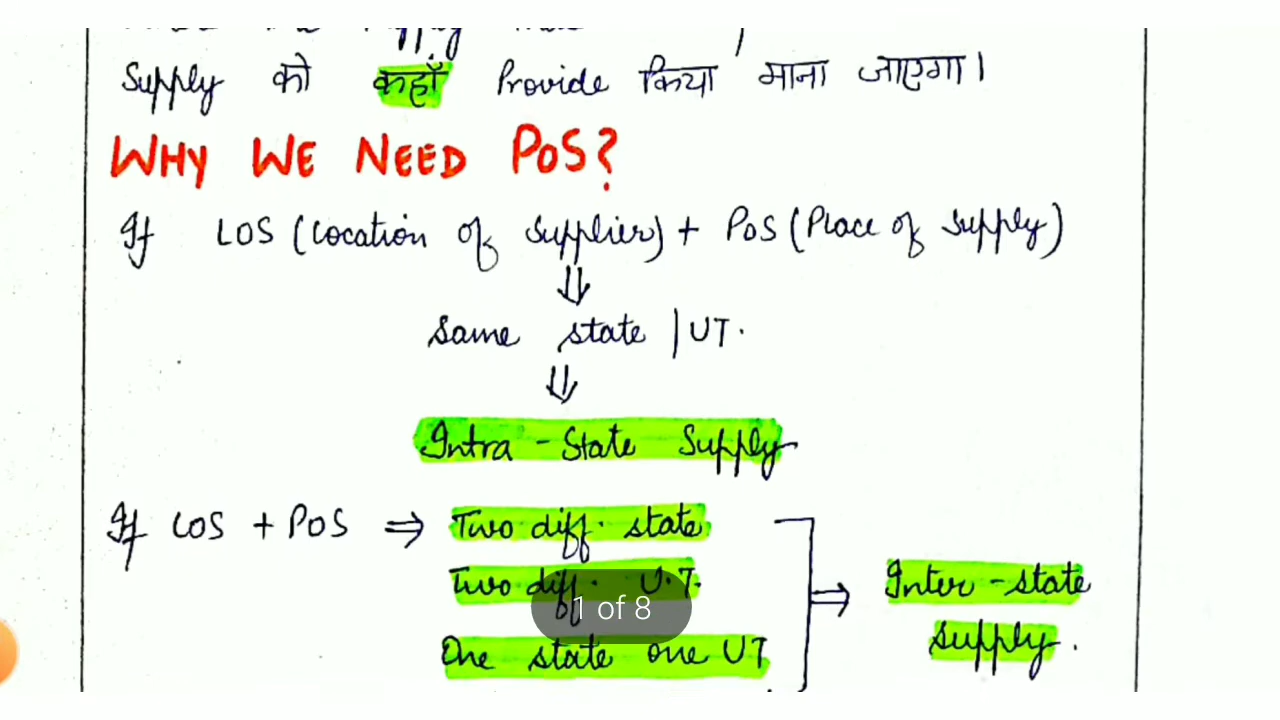 Supply को कहाँ Provide किया माना जाएगा।
WHY WE NEED POS?
If LOS (Location of Supplier) + POS (Place of Supply)
⇓
Same state | UT.
⇓
Intra - State Supply
If LOS + POS ⇒ Two diff. state
Two diff. U.T.
One state one UT
⇒ Inter - state
supply.
1 of 8